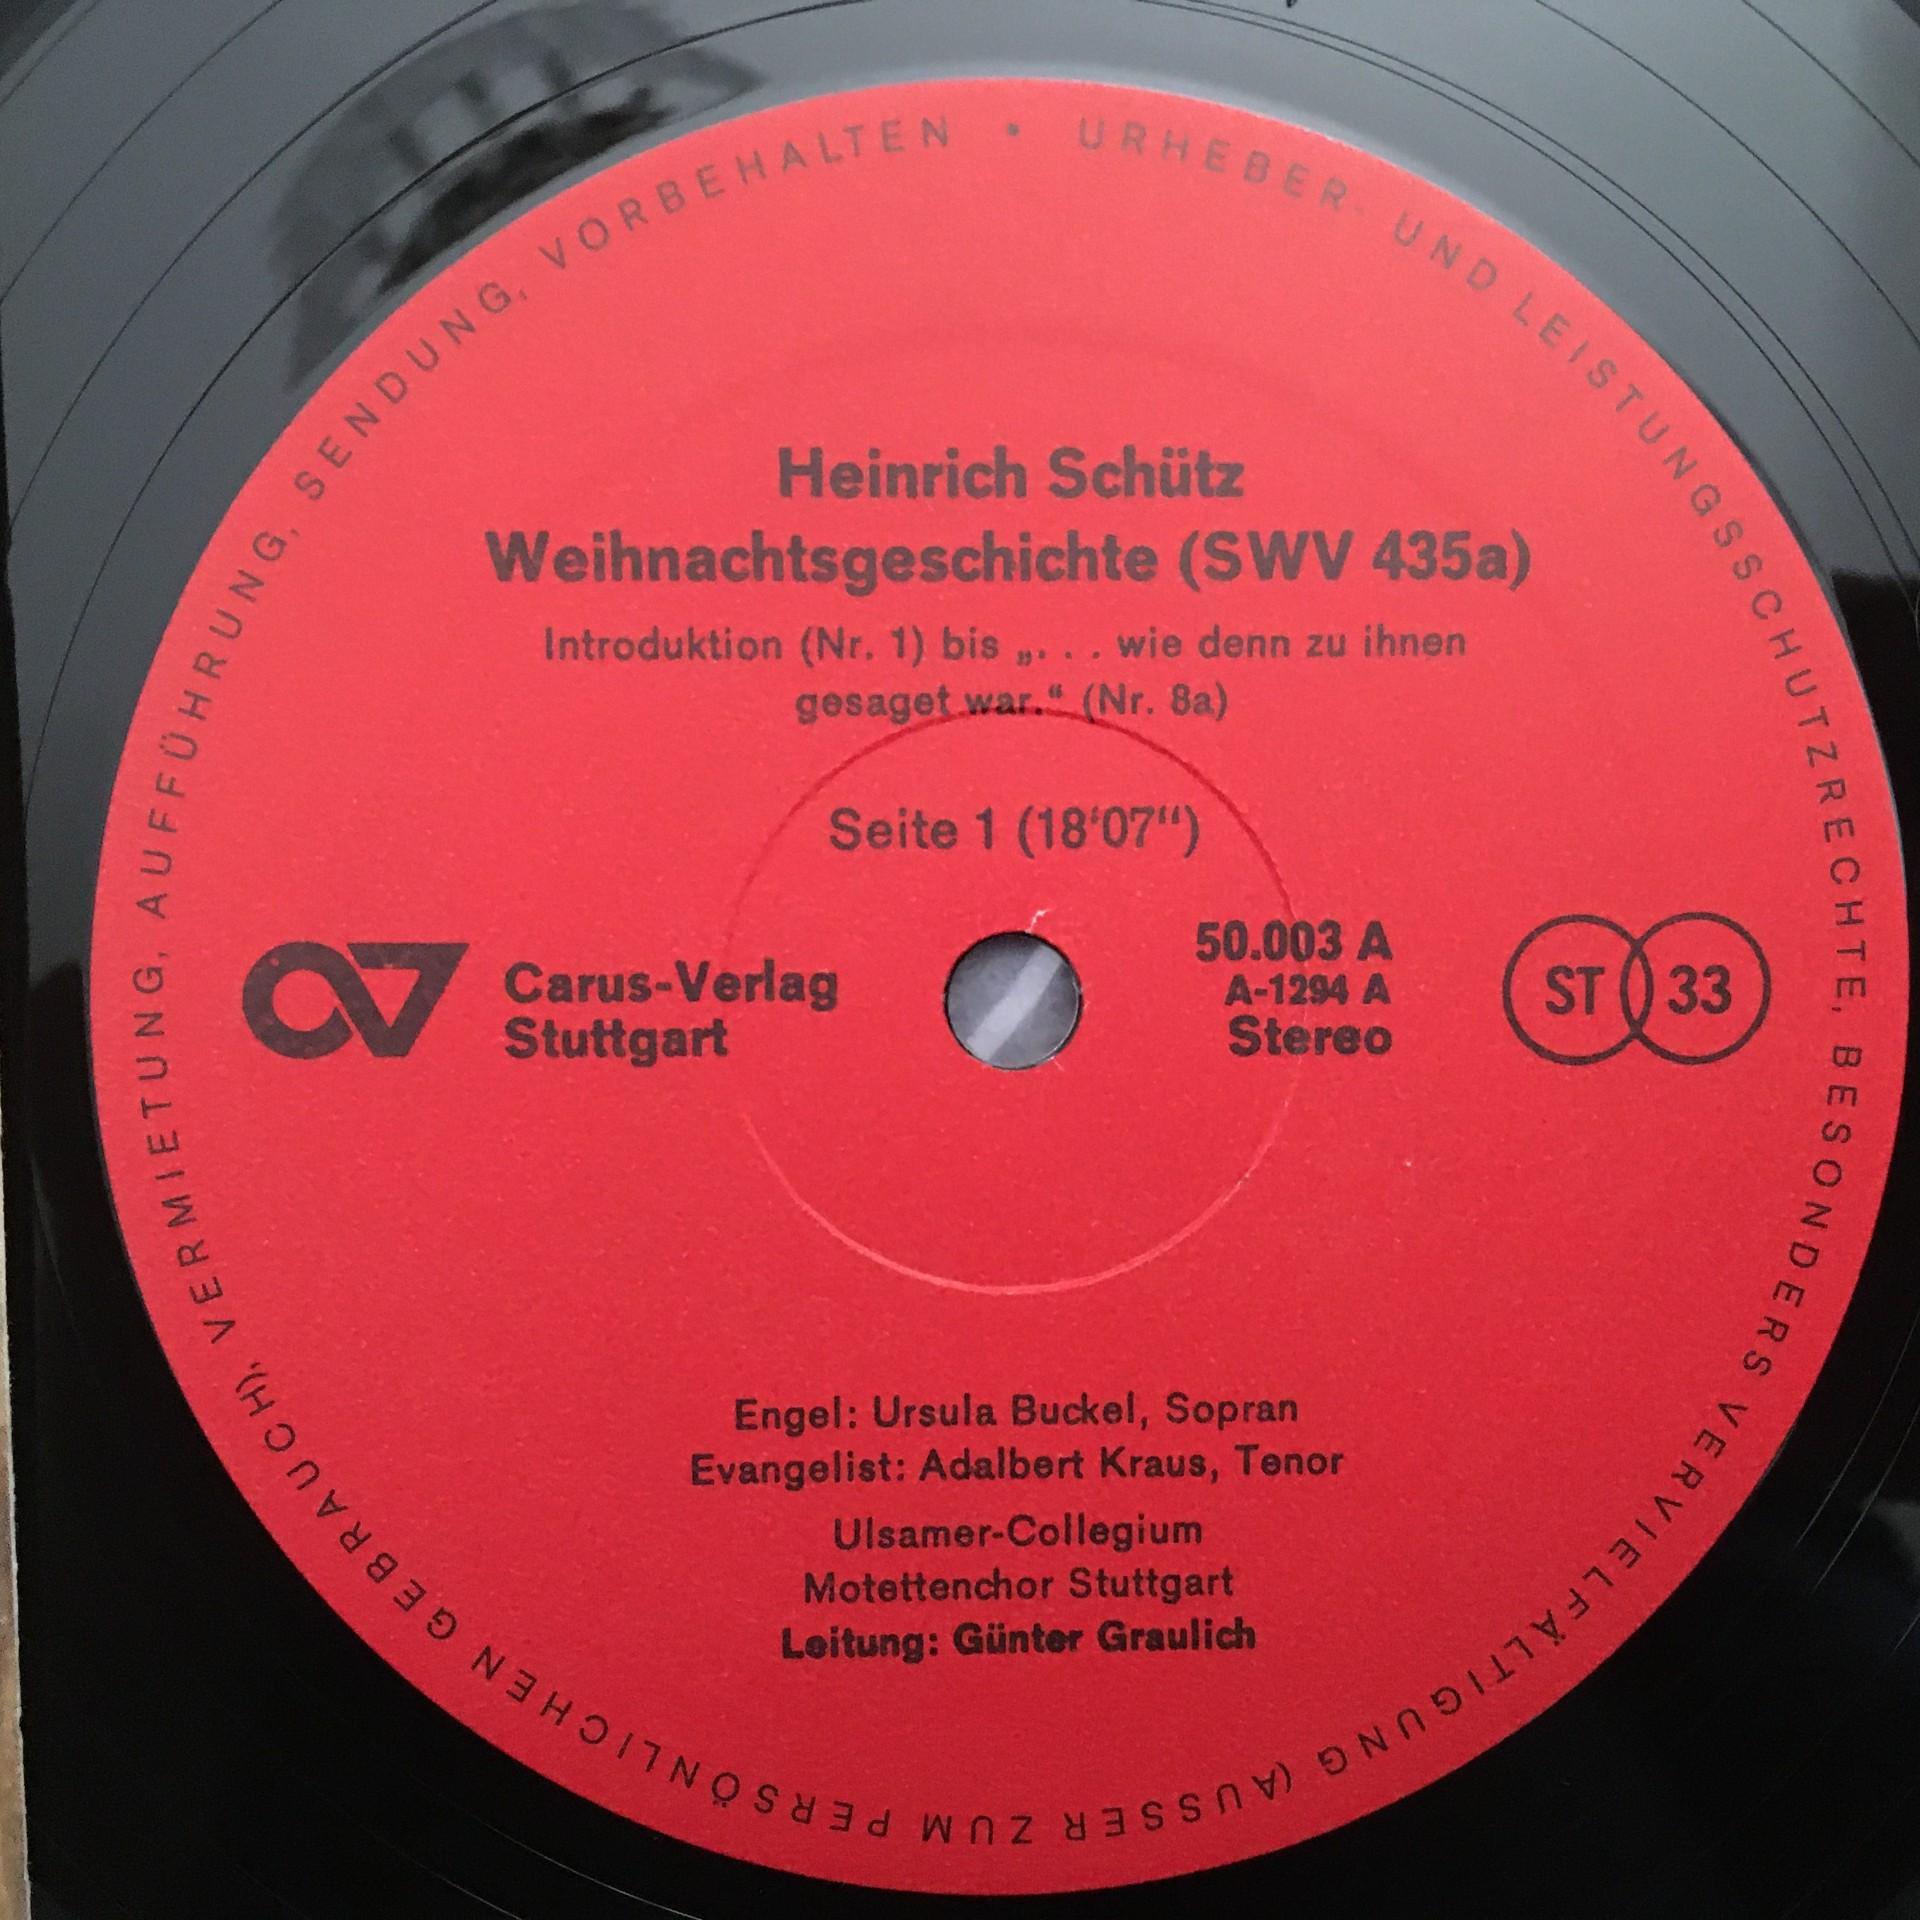 URHEBER- UND LEISTUNGSSCHUTZRECHTE, BESONDERS VERVIELFÄLTIGUNG (AUSSER ZUM PERSÖNLICHEN GEBRAUCH), VERMIETUNG, AUFFÜHRUNG, SENDUNG, VORBEHALTEN •
Heinrich Schütz
Weihnachtsgeschichte (SWV 435a)
Introduktion (Nr. 1) bis „. . . wie denn zu ihnen
gesaget war.“ (Nr. 8a)
Seite 1 (18‘07“)
Carus-Verlag
Stuttgart
50.003 A
A-1294 A
Stereo
ST 33
Engel: Ursula Buckel, Sopran
Evangelist: Adalbert Kraus, Tenor
Ulsamer-Collegium
Motettenchor Stuttgart
Leitung: Günter Graulich